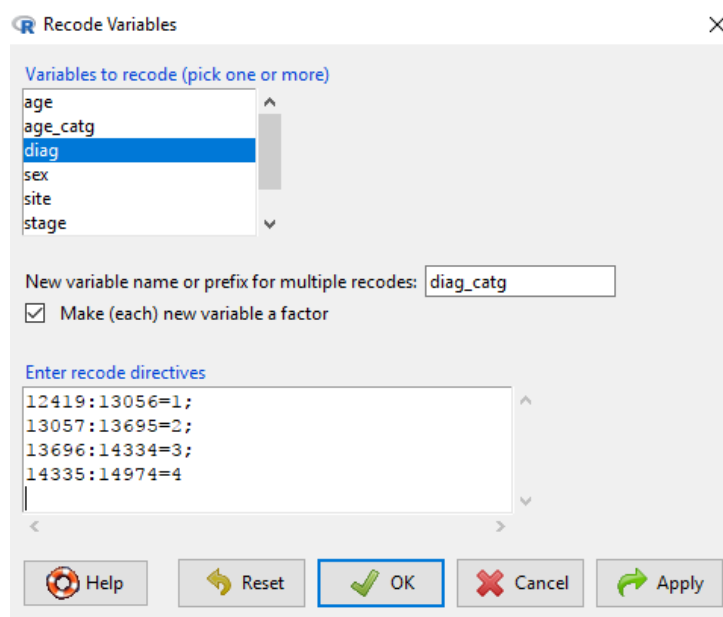 R Recode Variables
Variables to recode (pick one or more)
age
age_catg
diag
sex
site
stage
New variable name or prefix for multiple recodes: diag_catg
Make (each) new variable a factor
Enter recode directives
12419:13056=1;
13057:13695=2;
13696:14334=3;
14335:14974=4
Help Reset OK Cancel Apply